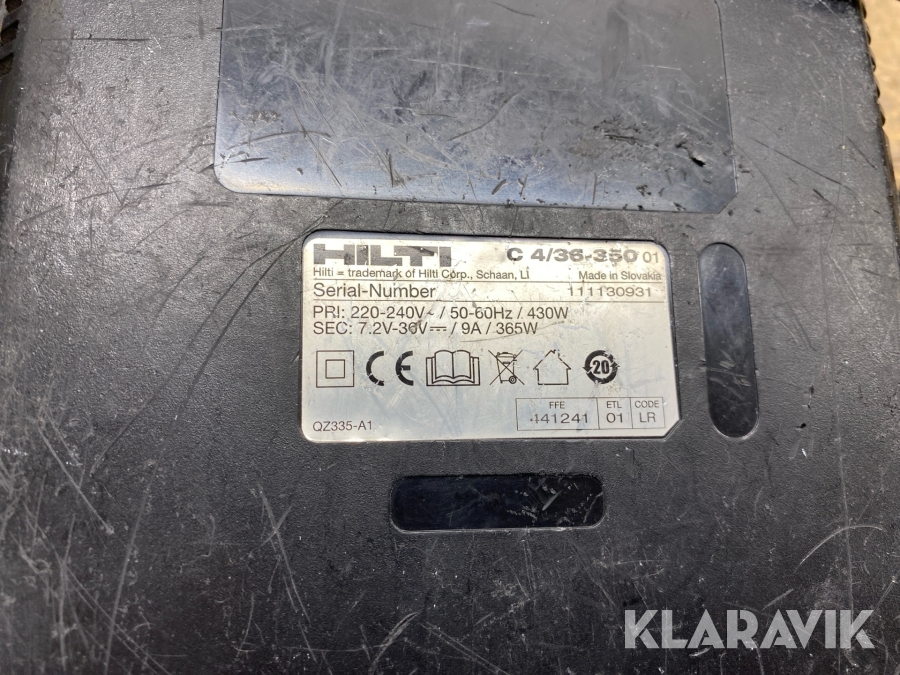 HILTI C 4/36-350 01
Hilti = trademark of Hilti Corp., Schaan, LI Made in Slovakia
Serial-Number 111130931
PRI: 220-240V~ / 50-60Hz / 430W
SEC: 7.2V-36V⎓ / 9A / 365W
CE 20
FFE ETL CODE
441241 01 LR
QZ335-A1
KLARAVIK